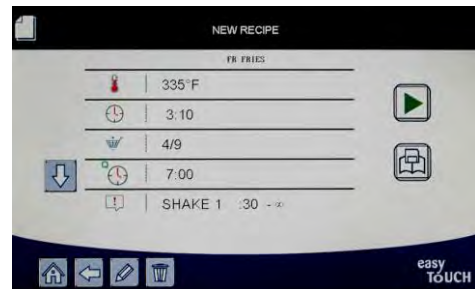 NEW RECIPE
FR FRIES
335°F
3:10
4/9
7:00
SHAKE 1 :30 - ∞
easy
TOUCH